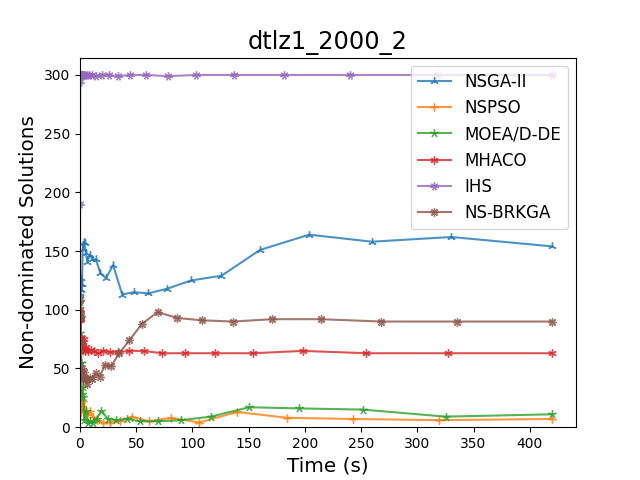 dtlz1_2000_2
Non-dominated Solutions
300
250
200
150
100
50
0
0 50 100 150 200 250 300 350 400
Time (s)
NSGA-II
NSPSO
MOEA/D-DE
MHACO
IHS
NS-BRKGA